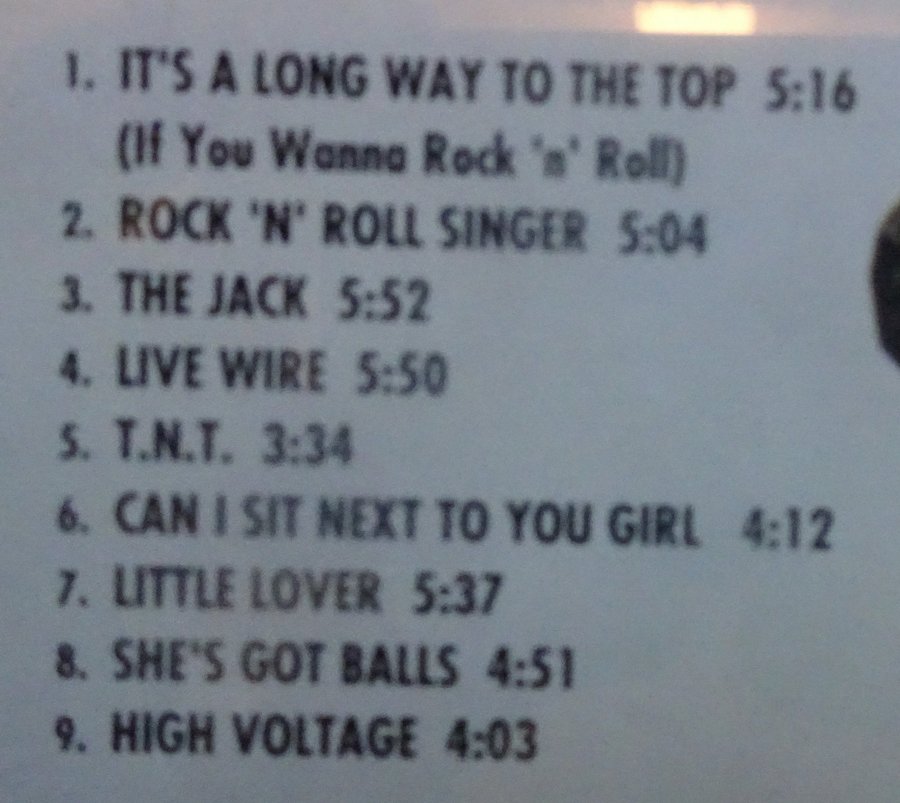 1. IT'S A LONG WAY TO THE TOP 5:16
(If You Wanna Rock 'n' Roll)
2. ROCK 'N' ROLL SINGER 5:04
3. THE JACK 5:52
4. LIVE WIRE 5:50
5. T.N.T. 3:34
6. CAN I SIT NEXT TO YOU GIRL 4:12
7. LITTLE LOVER 5:37
8. SHE'S GOT BALLS 4:51
9. HIGH VOLTAGE 4:03